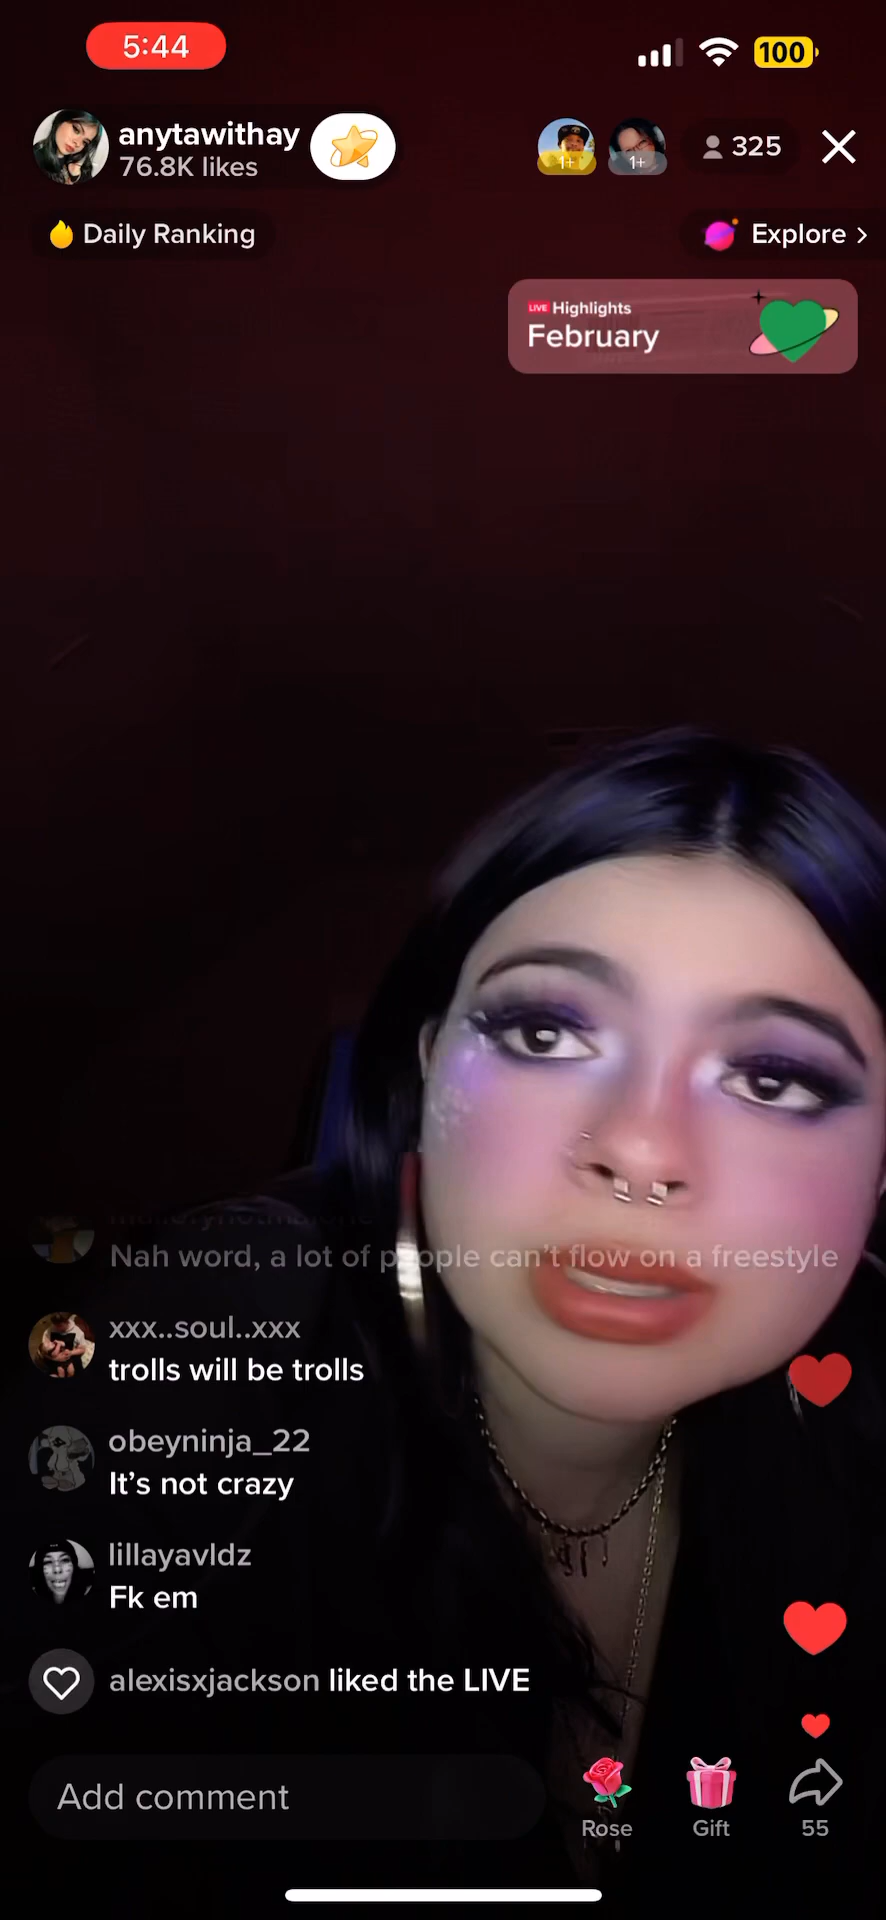 5:44
100
anytawithay
76.8K likes
1+
1+
325
Daily Ranking
Explore >
LIVE Highlights
February
Nah word, a lot of people can't flow on a freestyle
xxx..soul..xxx
trolls will be trolls
obeyninja_22
It's not crazy
lillayavldz
Fk em
alexisxjackson liked the LIVE
Add comment
Rose
Gift
55